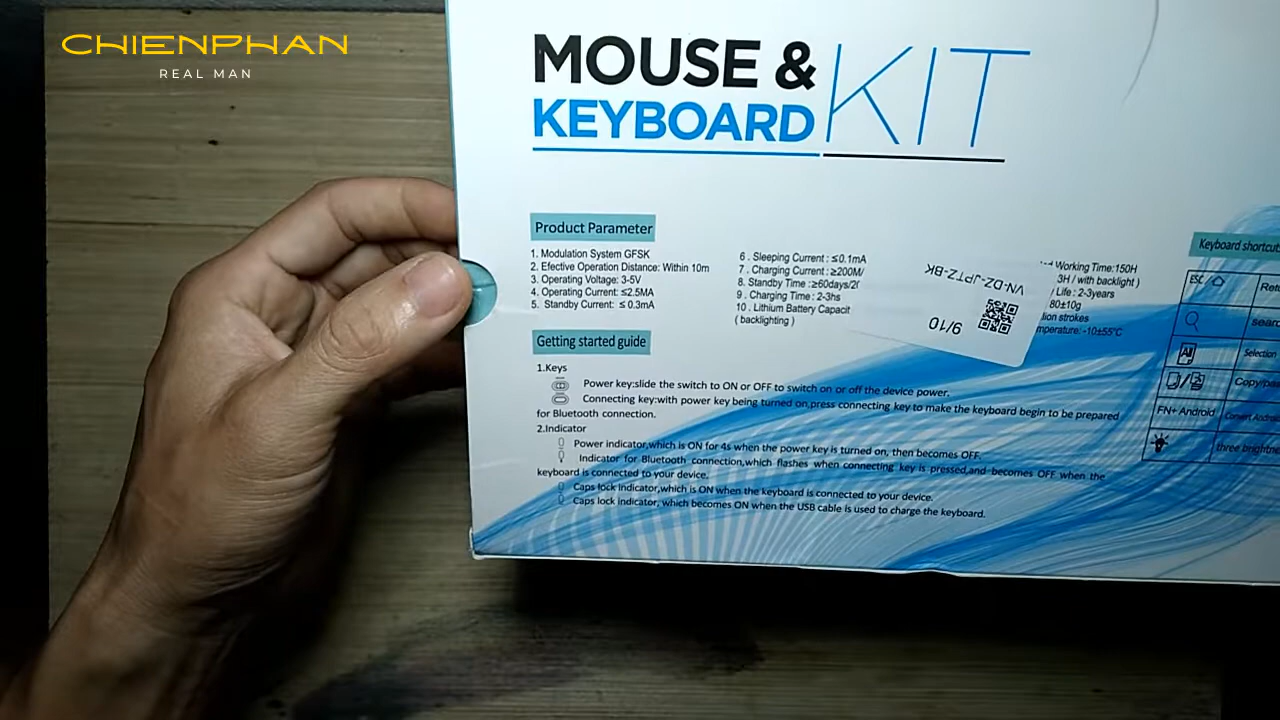 CHIENPHAN
REAL MAN
MOUSE &
KEYBOARD
KIT
Product Parameter
1. Modulation System GFSK
2. Efective Operation Distance: Within 10m
3. Operating Voltage: 3-5V
4. Operating Current: ≤2.5MA
5. Standby Current: ≤ 0.3mA
6 . Sleeping Current : ≤0.1mA
7 . Charging Current : ≥200M/
8 . Standby Time : ≥60days/2
9 . Charging Time : 2-3hs
10 . Lithium Battery Capacit
( backlighting )
Working Time:150H
3H / with backlight )
/ Life : 2-3years
80±10g
lion strokes
mperature: -10±55°C
VN-DZ-JPTZ-BK
9/10
Getting started guide
1.Keys
Power key:slide the switch to ON or OFF to switch on or off the device power.
Connecting key:with power key being turned on,press connecting key to make the keyboard begin to be prepared
for Bluetooth connection.
2.Indicator
Power indicator,which is ON for 4s when the power key is turned on, then becomes OFF.
Indicator for Bluetooth connection,which flashes when connecting key is pressed,and becomes OFF when the
keyboard is connected to your device.
Caps lock indicator,which is ON when the keyboard is connected to your device.
Caps lock indicator, which becomes ON when the USB cable is used to charge the keyboard.
Keyboard shortcu
ESC Ret
sear
All Selection
Copy/pa
FN+ Android Convert Andro
three brightne